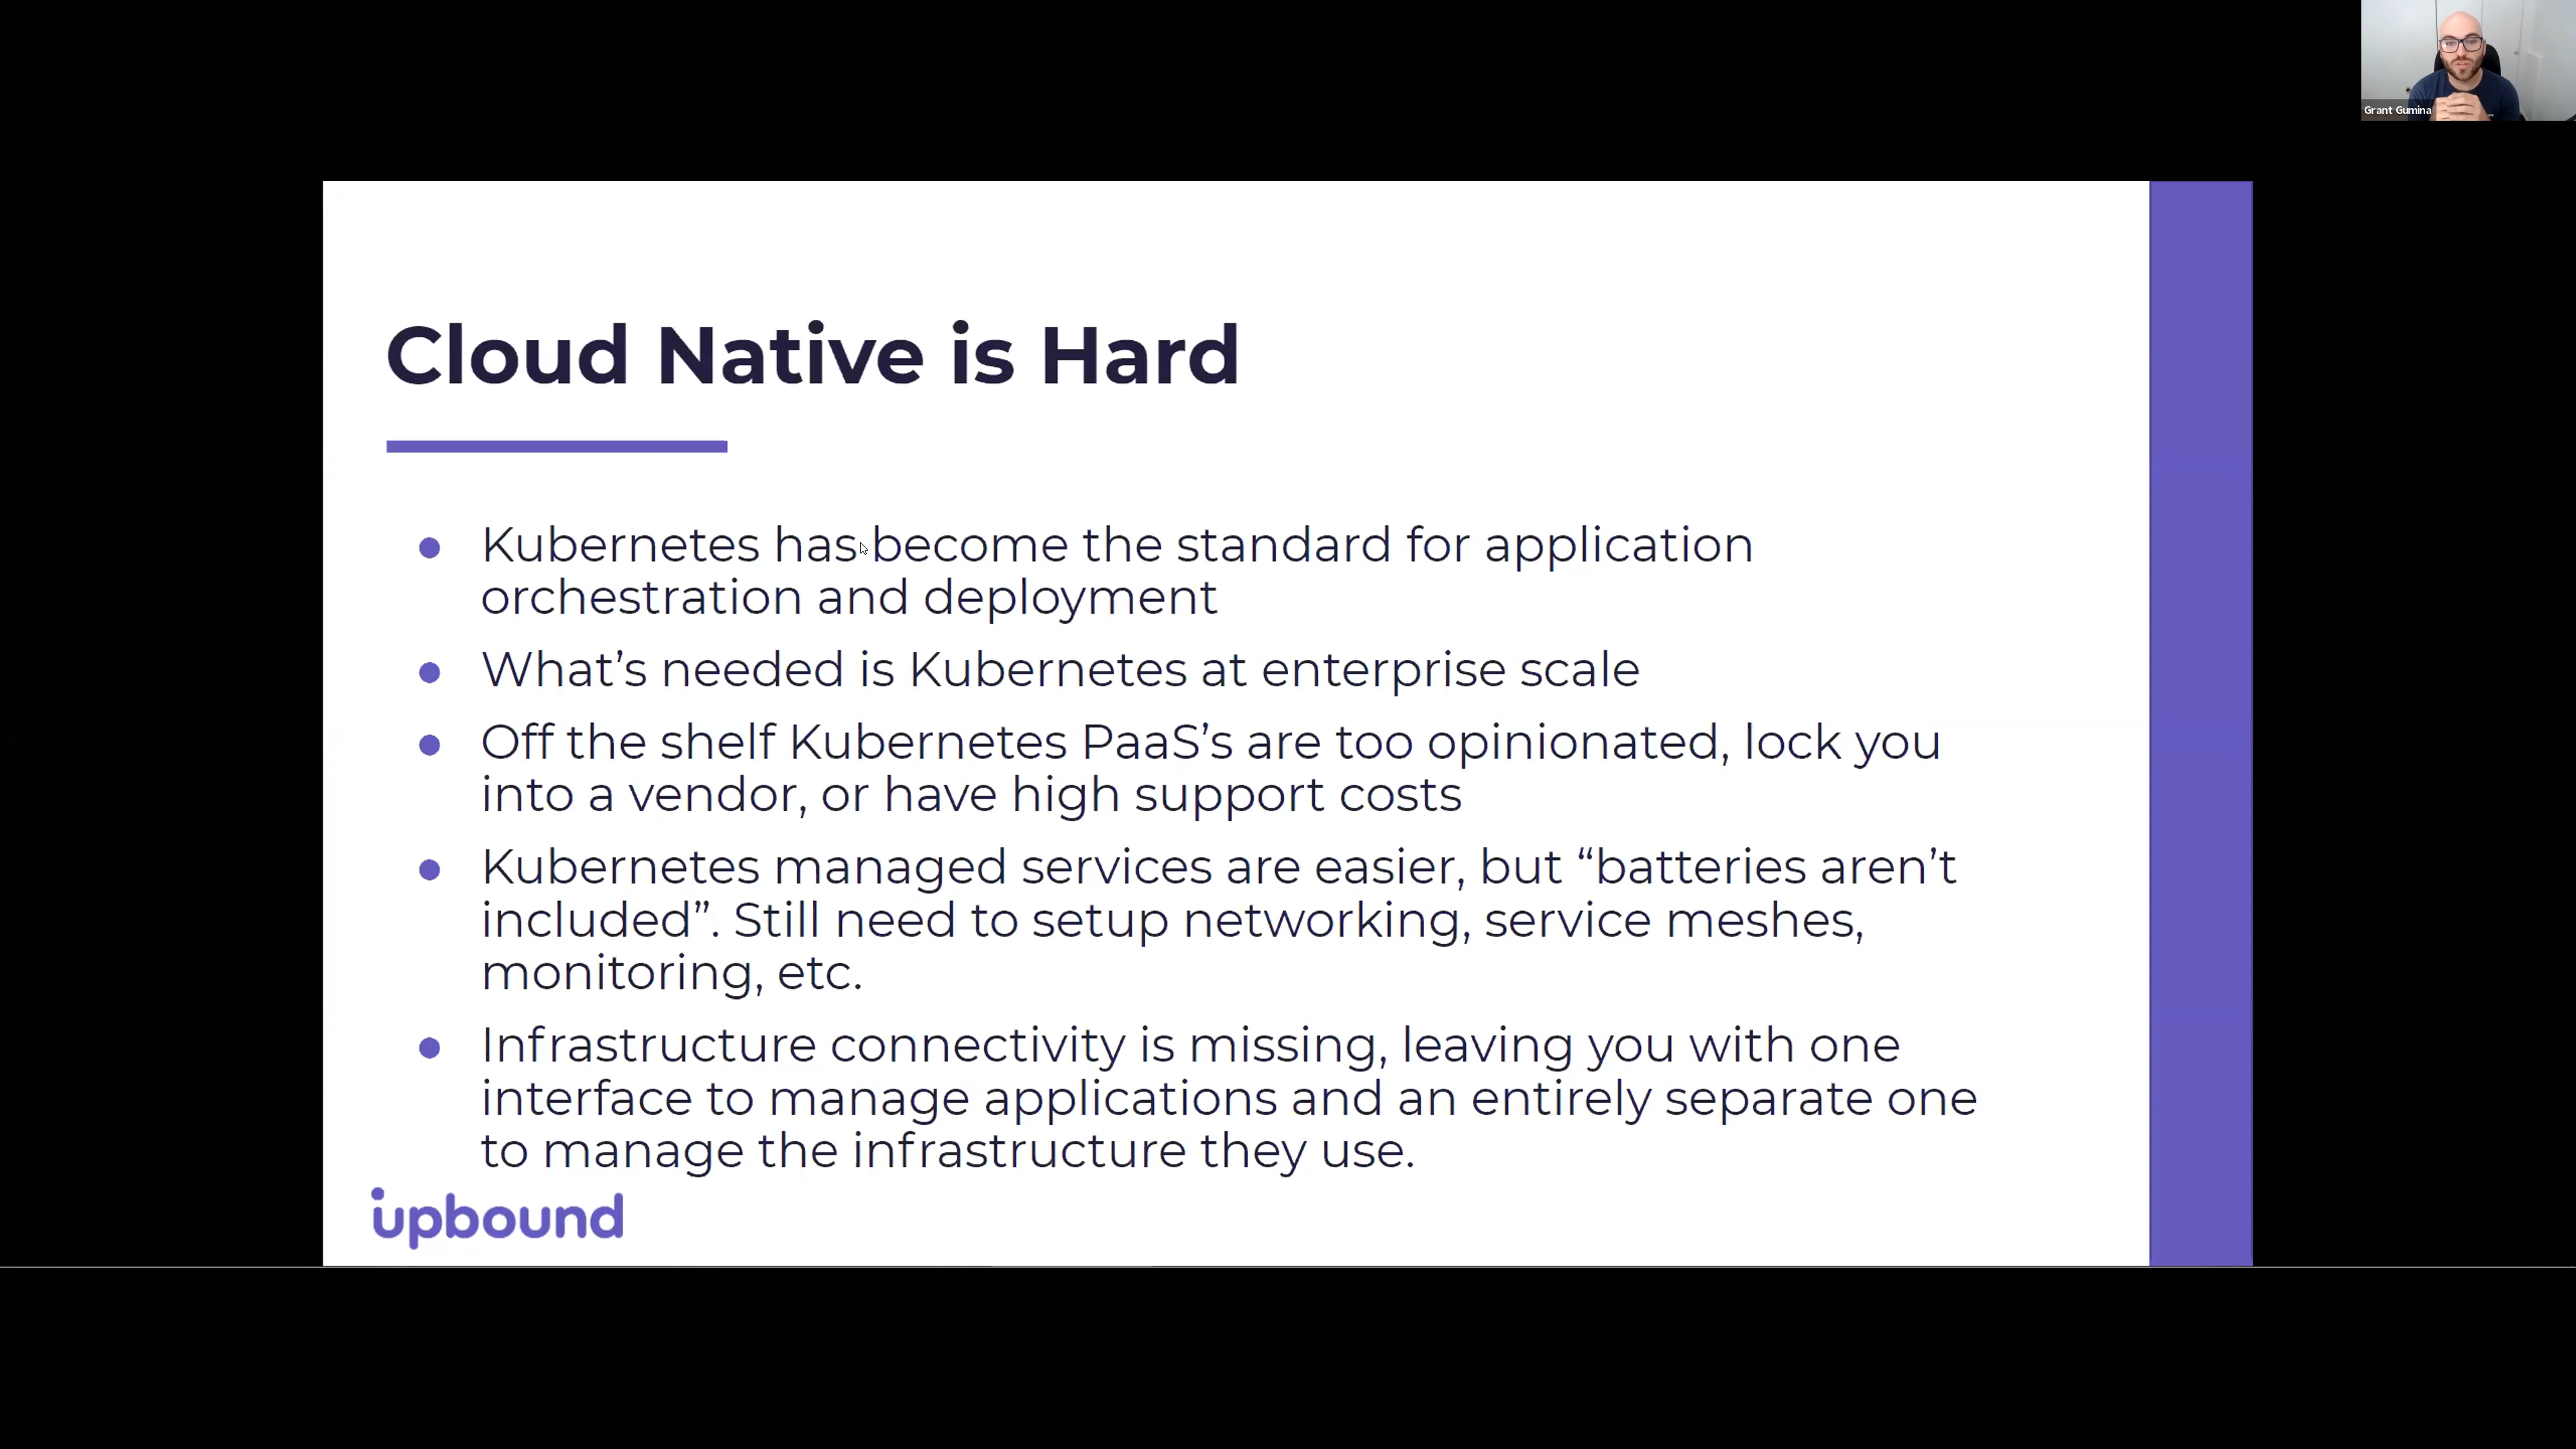 Grant Gumina
Cloud Native is Hard
● Kubernetes has become the standard for application
orchestration and deployment
● What’s needed is Kubernetes at enterprise scale
● Off the shelf Kubernetes PaaS’s are too opinionated, lock you
into a vendor, or have high support costs
● Kubernetes managed services are easier, but “batteries aren’t
included”. Still need to setup networking, service meshes,
monitoring, etc.
● Infrastructure connectivity is missing, leaving you with one
interface to manage applications and an entirely separate one
to manage the infrastructure they use.
upbound